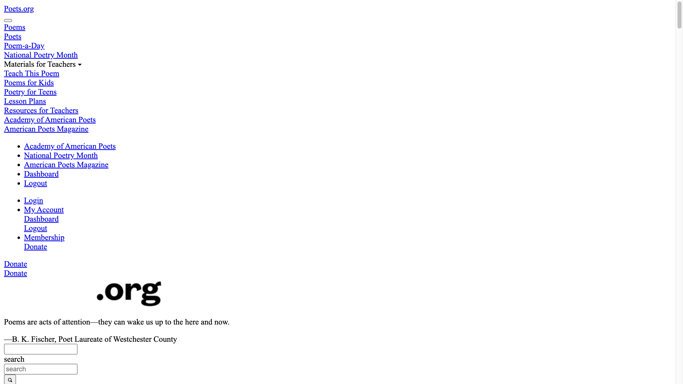 Poets.org
Poems
Poets
Poem-a-Day
National Poetry Month
Materials for Teachers
Teach This Poem
Poems for Kids
Poetry for Teens
Lesson Plans
Resources for Teachers
Academy of American Poets
American Poets Magazine
Academy of American Poets
National Poetry Month
American Poets Magazine
Dashboard
Logout
Login
My Account
Dashboard
Logout
Membership
Donate
Donate
Donate
.org
Poems are acts of attention—they can wake us up to the here and now.
—B. K. Fischer, Poet Laureate of Westchester County
search
search